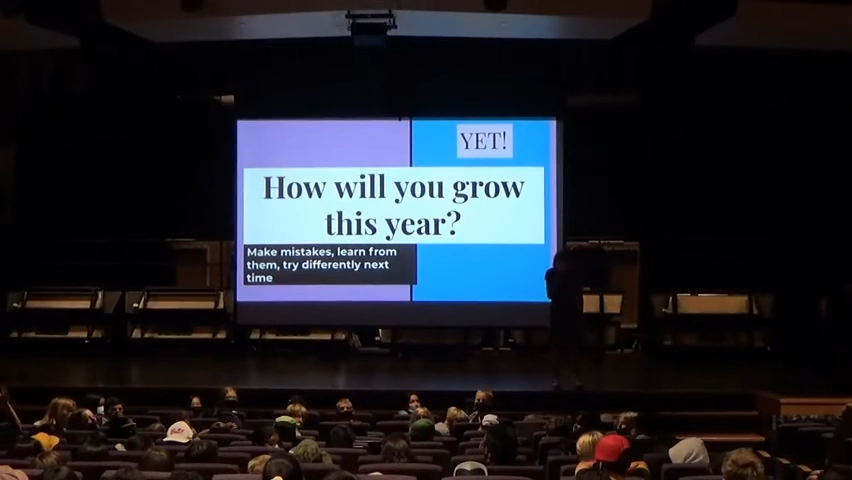 YET!
How will you grow
this year?
Make mistakes, learn from
them, try differently next
time